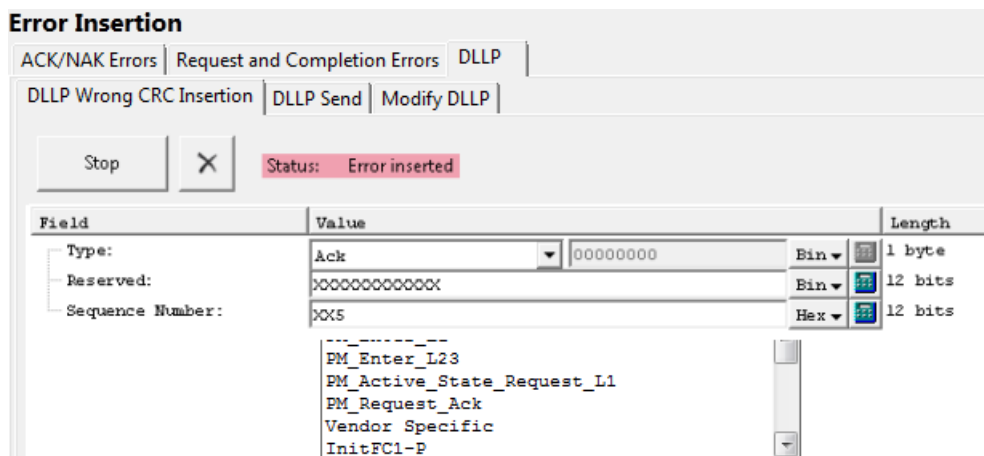 Error Insertion
ACK/NAK Errors Request and Completion Errors DLLP
DLLP Wrong CRC Insertion DLLP Send Modify DLLP
Stop Status: Error inserted
Field Value Length
Type: Ack 00000000 Bin 1 byte
Reserved: XXXXXXXXXXXX Bin 12 bits
Sequence Number: XX5 Hex 12 bits
PM_Enter_L23
PM_Active_State_Request_L1
PM_Request_Ack
Vendor Specific
InitFC1-P